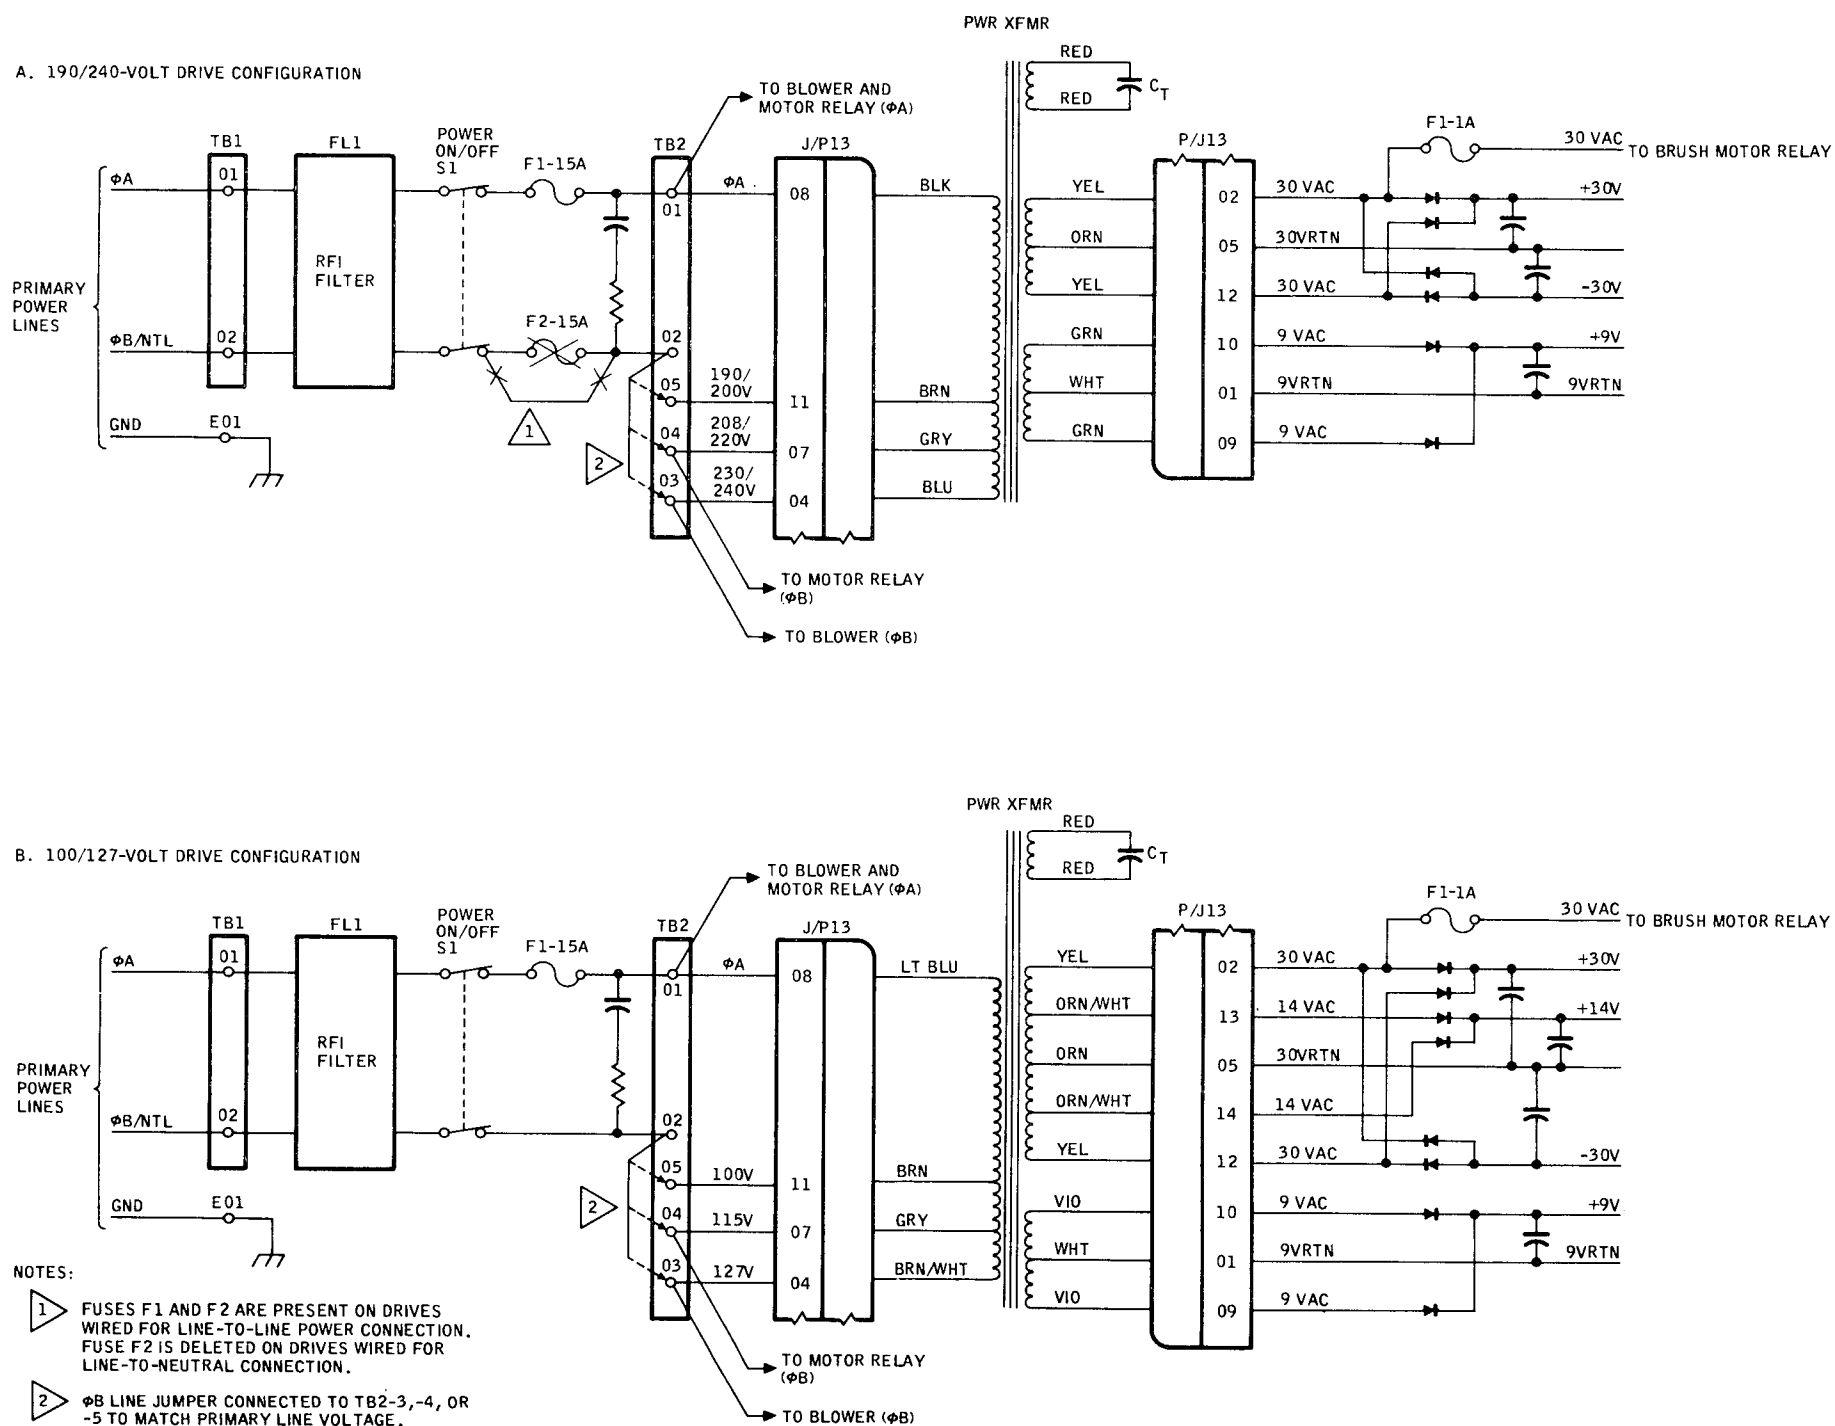 PWR XFMR
A. 190/240-VOLT DRIVE CONFIGURATION
RED
RED
CT
TO BLOWER AND
MOTOR RELAY (φA)
TB1
FL1
POWER
ON/OFF
S1
F1-15A
TB2
J/P13
P/J13
F1-1A
30 VAC
TO BRUSH MOTOR RELAY
PRIMARY
POWER
LINES
φA
01
φB/NTL
02
GND
E01
RFI
FILTER
F2-15A
1
2
01
02
05
04
03
φA
190/
200V
208/
220V
230/
240V
08
11
07
04
BLK
BRN
GRY
BLU
YEL
ORN
YEL
GRN
WHT
GRN
02
05
12
10
01
09
30 VAC
30VRTN
30 VAC
9 VAC
9VRTN
9 VAC
+30V
-30V
+9V
9VRTN
TO MOTOR RELAY
(φB)
TO BLOWER (φB)
PWR XFMR
B. 100/127-VOLT DRIVE CONFIGURATION
RED
RED
CT
TO BLOWER AND
MOTOR RELAY (φA)
TB1
FL1
POWER
ON/OFF
S1
F1-15A
TB2
J/P13
P/J13
F1-1A
30 VAC
TO BRUSH MOTOR RELAY
PRIMARY
POWER
LINES
φA
01
φB/NTL
02
GND
E01
RFI
FILTER
2
01
02
05
04
03
φA
100V
115V
127V
08
11
07
04
LT BLU
BRN
GRY
BRN/WHT
YEL
ORN/WHT
ORN
ORN/WHT
YEL
VIO
WHT
VIO
02
13
05
14
12
10
01
09
30 VAC
14 VAC
30VRTN
14 VAC
30 VAC
9 VAC
9VRTN
9 VAC
+30V
+14V
-30V
+9V
9VRTN
TO MOTOR RELAY
(φB)
TO BLOWER (φB)
NOTES:
1 FUSES F1 AND F2 ARE PRESENT ON DRIVES
WIRED FOR LINE-TO-LINE POWER CONNECTION.
FUSE F2 IS DELETED ON DRIVES WIRED FOR
LINE-TO-NEUTRAL CONNECTION.
2 φB LINE JUMPER CONNECTED TO TB2-3,-4, OR
-5 TO MATCH PRIMARY LINE VOLTAGE.